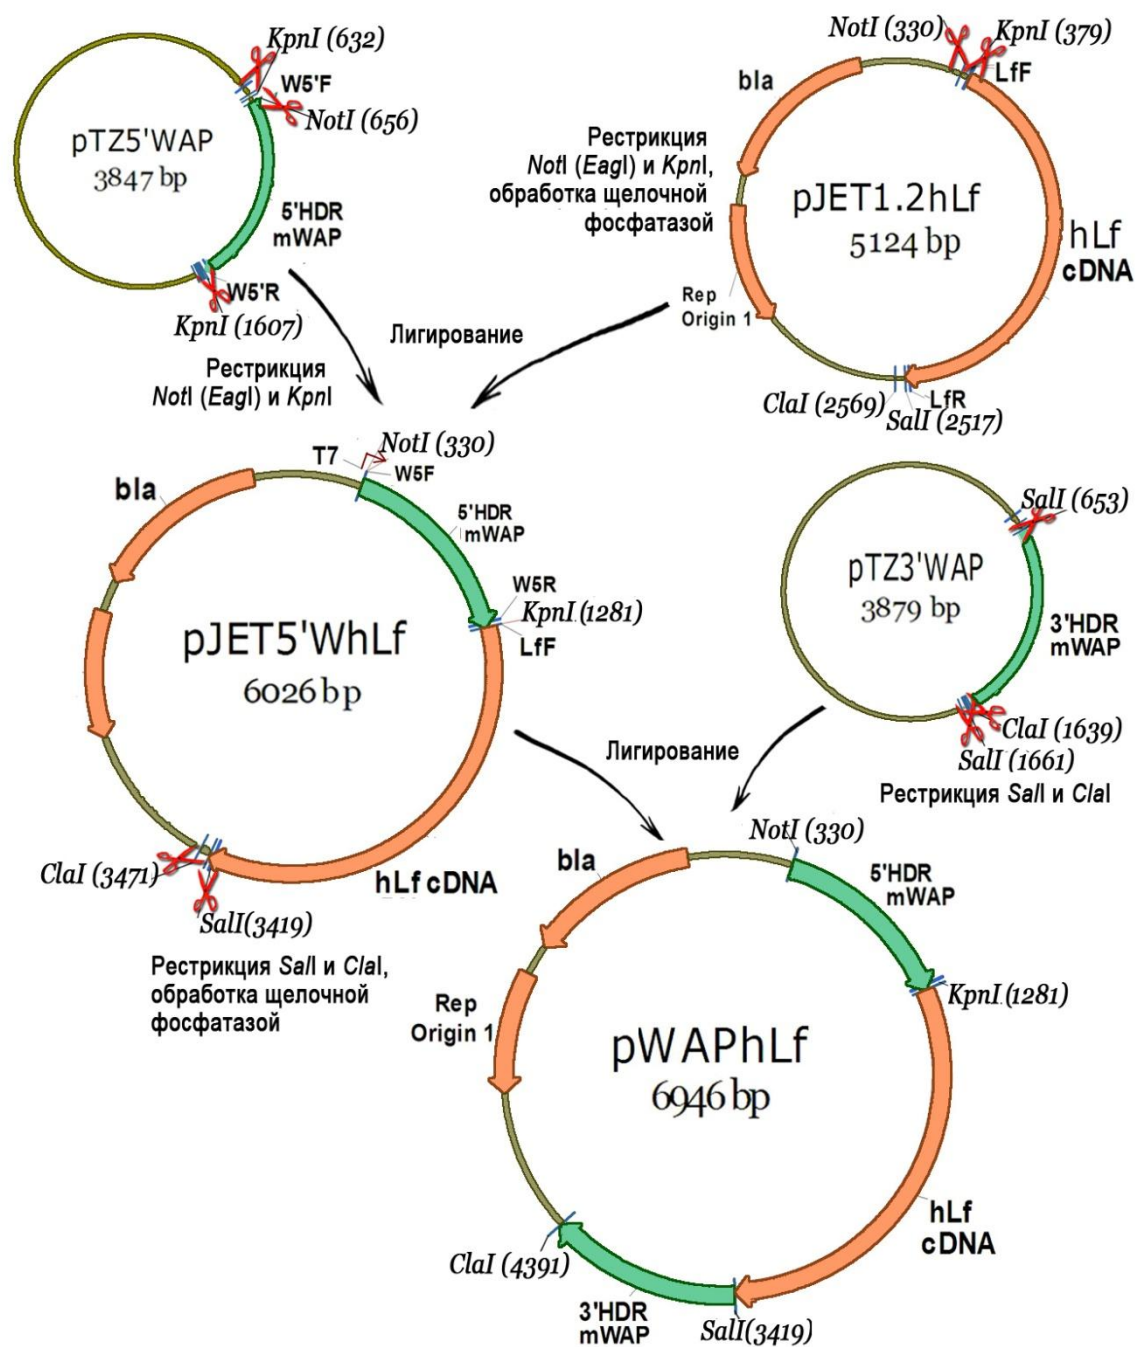 KpnI (632)
W5'F
NotI (656)
pTZ5'WAP
3847 bp
5'HDR
mWAP
W5'R
KpnI (1607)
Рестрикция
NotI (EagI) и KpnI
NotI (330)
KpnI (379)
LfF
bla
Рестрикция
NotI (EagI) и KpnI,
обработка щелочной
фосфатазой
pJET1.2hLf
5124 bp
hLf
cDNA
Rep
Origin 1
ClaI (2569)
LfR
SalI (2517)
Лигирование
T7
NotI (330)
W5F
bla
5'HDR
mWAP
W5R
KpnI (1281)
LfF
pJET5'WhLf
6026 bp
ClaI (3471)
hLf cDNA
SalI(3419)
Рестрикция SalI и ClaI,
обработка щелочной
фосфатазой
SalI (653)
pTZ3'WAP
3879 bp
3'HDR
mWAP
ClaI (1639)
SalI (1661)
Рестрикция SalI и ClaI
Лигирование
NotI (330)
bla
5'HDR
mWAP
KpnI (1281)
Rep
Origin 1
pWAPhLf
6946 bp
hLf
cDNA
ClaI (4391)
3'HDR
mWAP
SalI(3419)